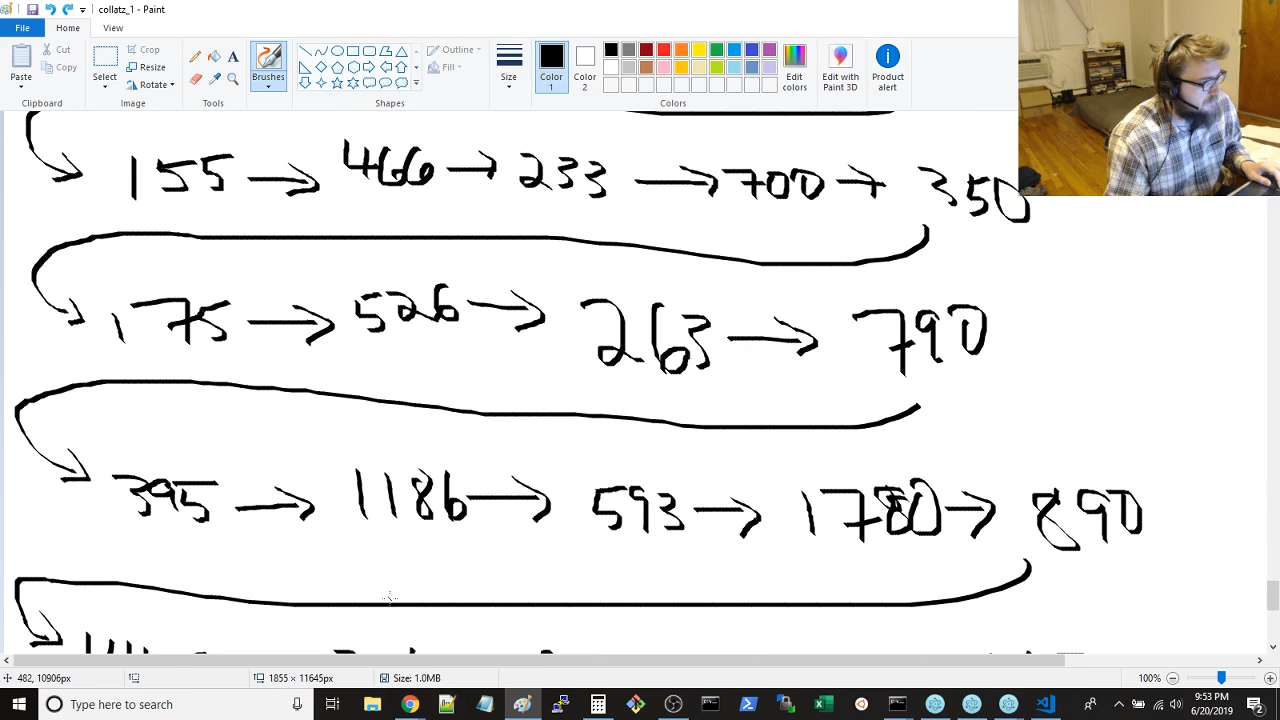 collatz_1 - Paint
File Home View
Paste Cut Copy Clipboard
Select Crop Resize Rotate Image
Tools
Brushes
Shapes Outline Fill
Size
Color 1 Color 2 Colors Edit colors
Edit with Paint 3D
Product alert
155 → 466 → 233 → 700 → 350
175 → 526 → 263 → 790
395 → 1186 → 593 → 1780 → 890
482, 10906px 1855 × 11645px Size: 1.0MB 100%
Type here to search
9:53 PM
6/20/2019